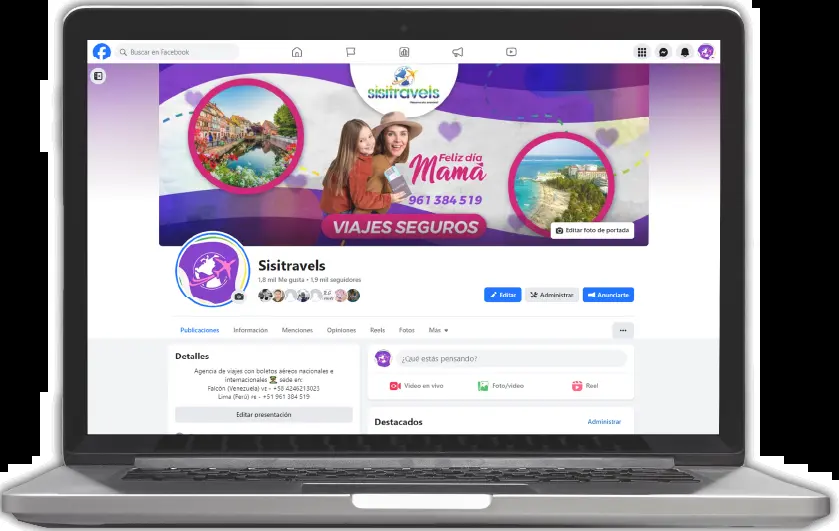 Buscar en Facebook
sisitravels
Feliz día
Mamá
961 384 519
VIAJES SEGUROS
Editar foto de portada
Sisitravels
1,8 mil Me gusta • 1,9 mil seguidores
Editar
Administrar
Anunciarte
Publicaciones
Información
Menciones
Opiniones
Reels
Fotos
Más
Detalles
Agencia de viajes con boletos aéreos nacionales e
internacionales sede en:
Falcón (Venezuela) VE - +58 4246213023
Lima (Perú) PE - +51 961 384 519
Editar presentación
¿Qué estás pensando?
Video en vivo
Foto/video
Reel
Destacados
Administrar